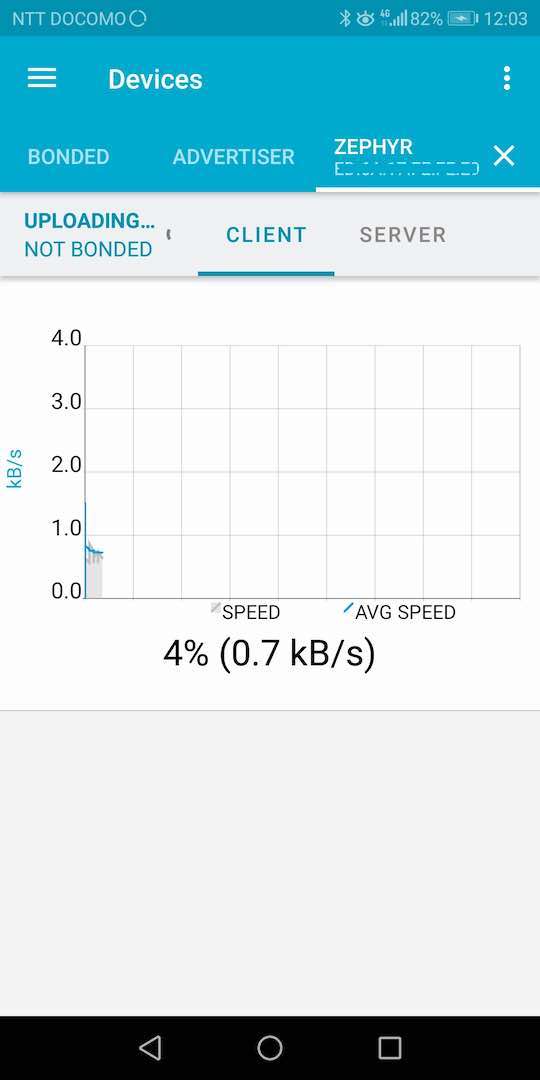 NTT DOCOMO 4G 82% 12:03
Devices
BONDED ADVERTISER ZEPHYR
UPLOADING... NOT BONDED CLIENT SERVER
4.0
3.0
2.0
1.0
0.0
kB/s
SPEED AVG SPEED
4% (0.7 kB/s)